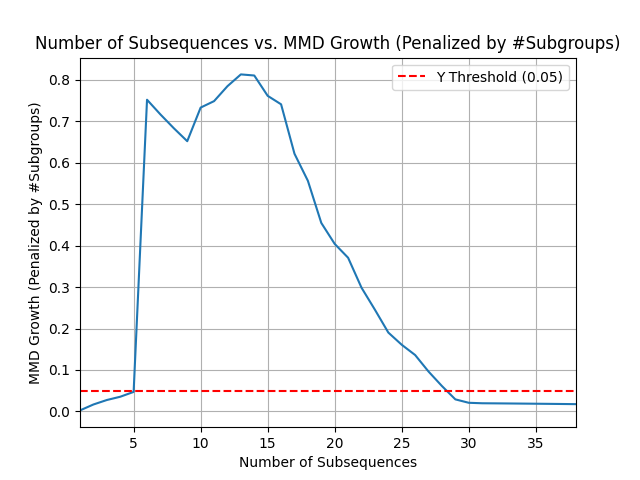 Number of Subsequences vs. MMD Growth (Penalized by #Subgroups)
Y Threshold (0.05)
MMD Growth (Penalized by #Subgroups)
0.8
0.7
0.6
0.5
0.4
0.3
0.2
0.1
0.0
5 10 15 20 25 30 35
Number of Subsequences